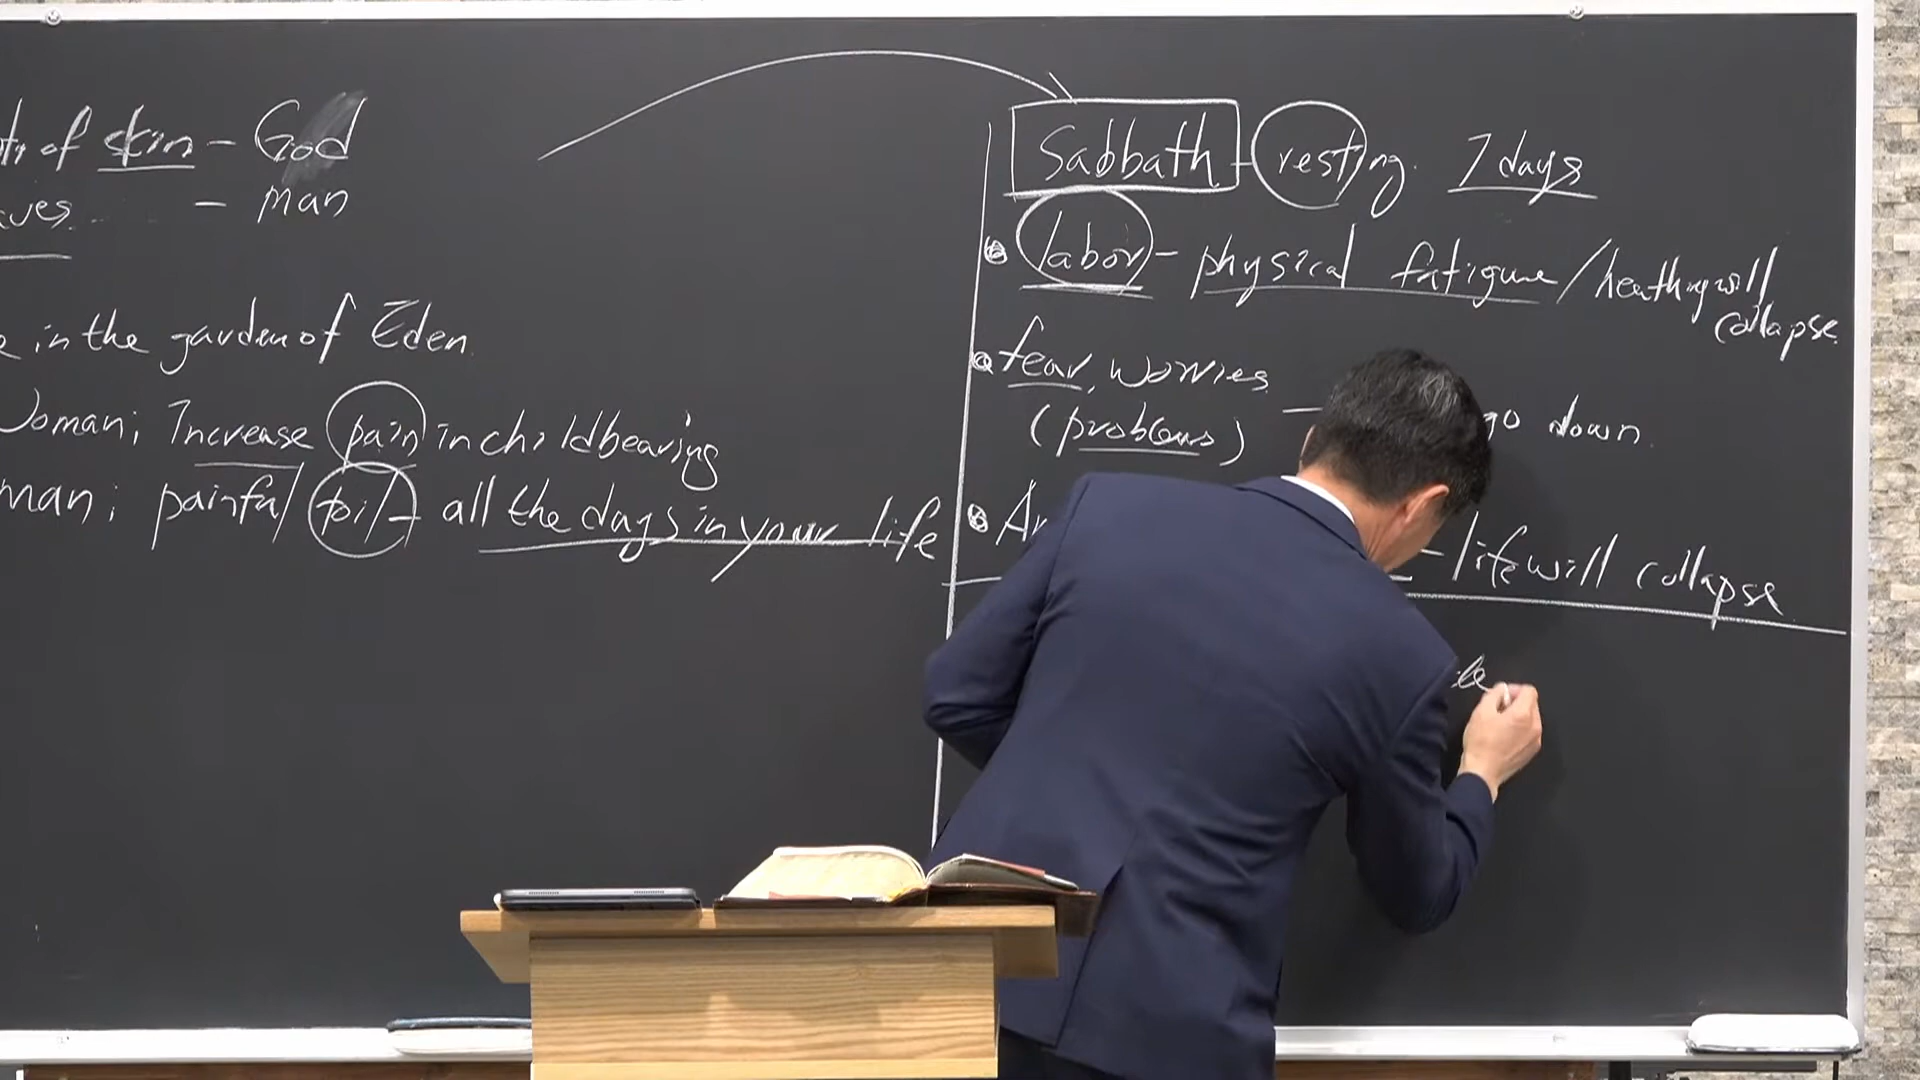 of skin - God
- man
in the garden of Eden
Woman; Increase pain in childbearing
man; painful toil - all the days in your life
Sabbath - resting. 7 days
labor - physical fatigue /
will
collapse
fear, worries
(problems) - go down.
- life will collapse